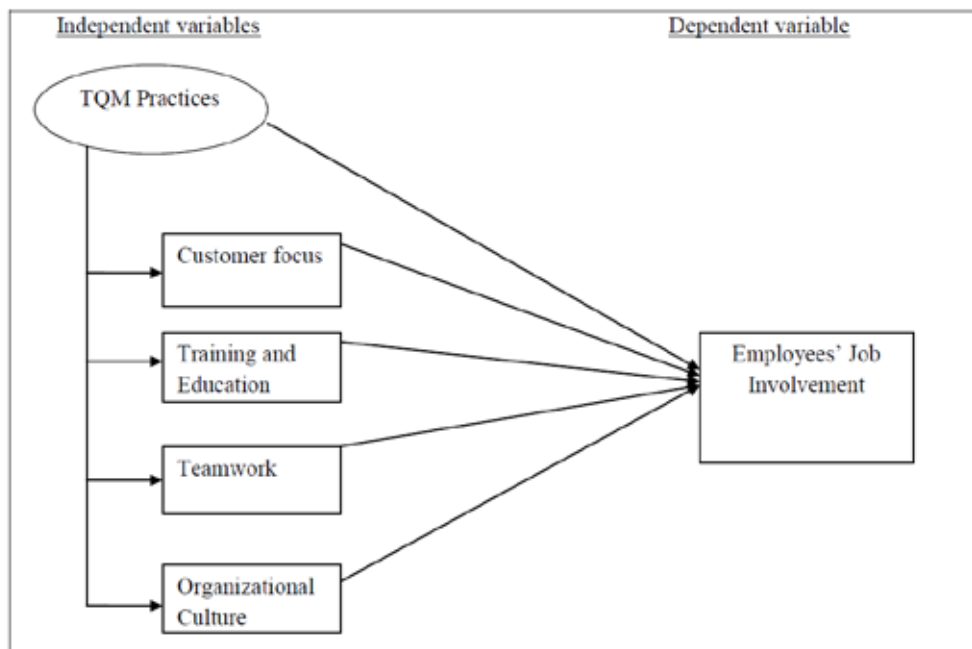 Independent variables
Dependent variable
TQM Practices
Customer focus
Training and
Education
Teamwork
Organizational
Culture
Employees’ Job
Involvement